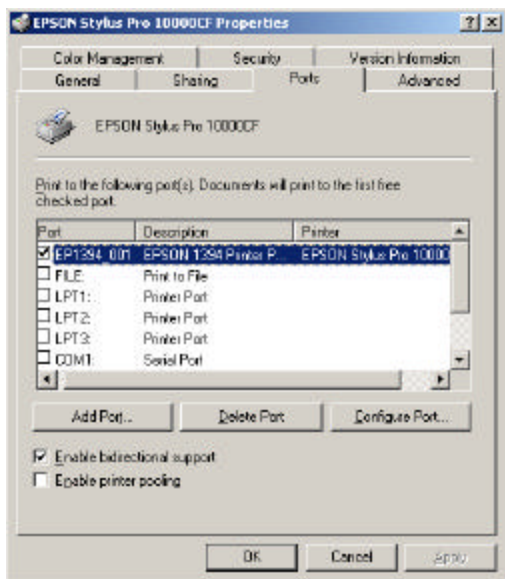 EPSON Stylus Pro 10000CF Properties
Color Management Security Version Information
General Sharing Ports Advanced
EPSON Stylus Pro 10000CF
Print to the following port(s). Documents will print to the first free
checked port.
Port Description Printer
EP1394_001 EPSON 1394 Printer P... EPSON Stylus Pro 10000
FILE: Print to File
LPT1: Printer Port
LPT2: Printer Port
LPT3: Printer Port
COM1: Serial Port
Add Port... Delete Port Configure Port...
Enable bidirectional support
Enable printer pooling
OK Cancel Apply